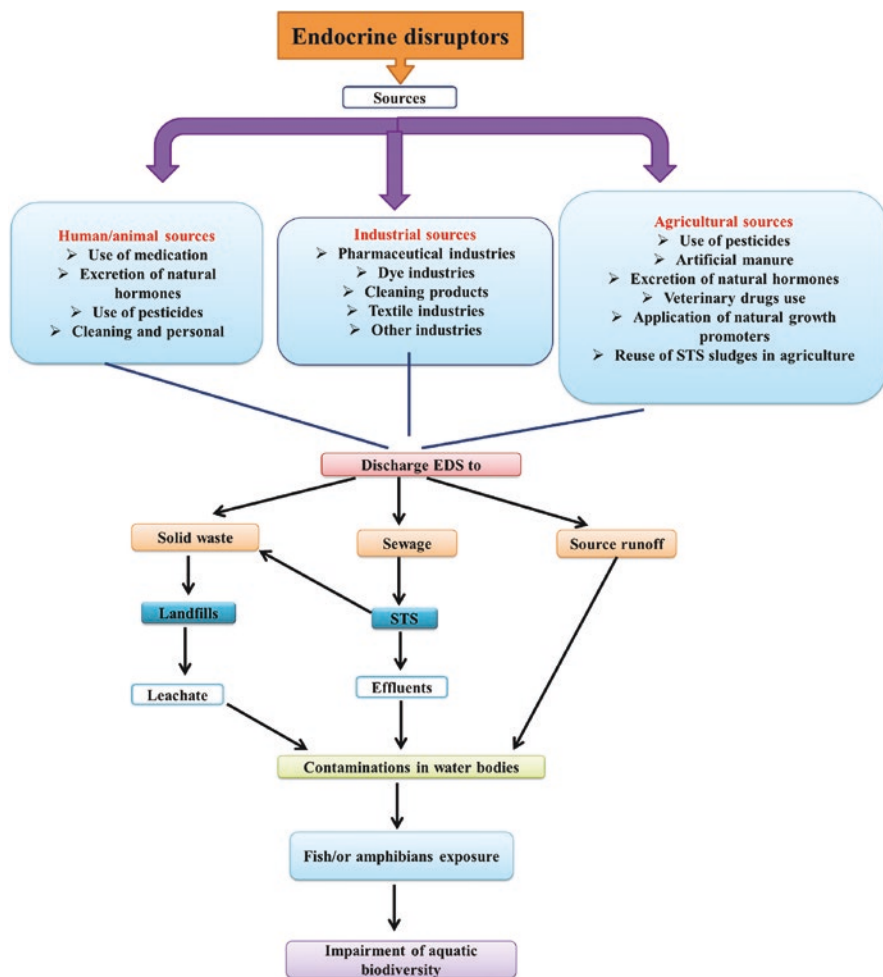 Endocrine disruptors
Sources
Human/animal sources
➢ Use of medication
➢ Excretion of natural
hormones
➢ Use of pesticides
➢ Cleaning and personal
Industrial sources
➢ Pharmaceutical industries
➢ Dye industries
➢ Cleaning products
➢ Textile industries
➢ Other industries
Agricultural sources
➢ Use of pesticides
➢ Artificial manure
➢ Excretion of natural hormones
➢ Veterinary drugs use
➢ Application of natural growth
promoters
➢ Reuse of STS sludges in agriculture
Discharge EDS to
Solid waste
Sewage
Source runoff
Landfills
STS
Leachate
Effluents
Contaminations in water bodies
Fish/or amphibians exposure
Impairment of aquatic
biodiversity